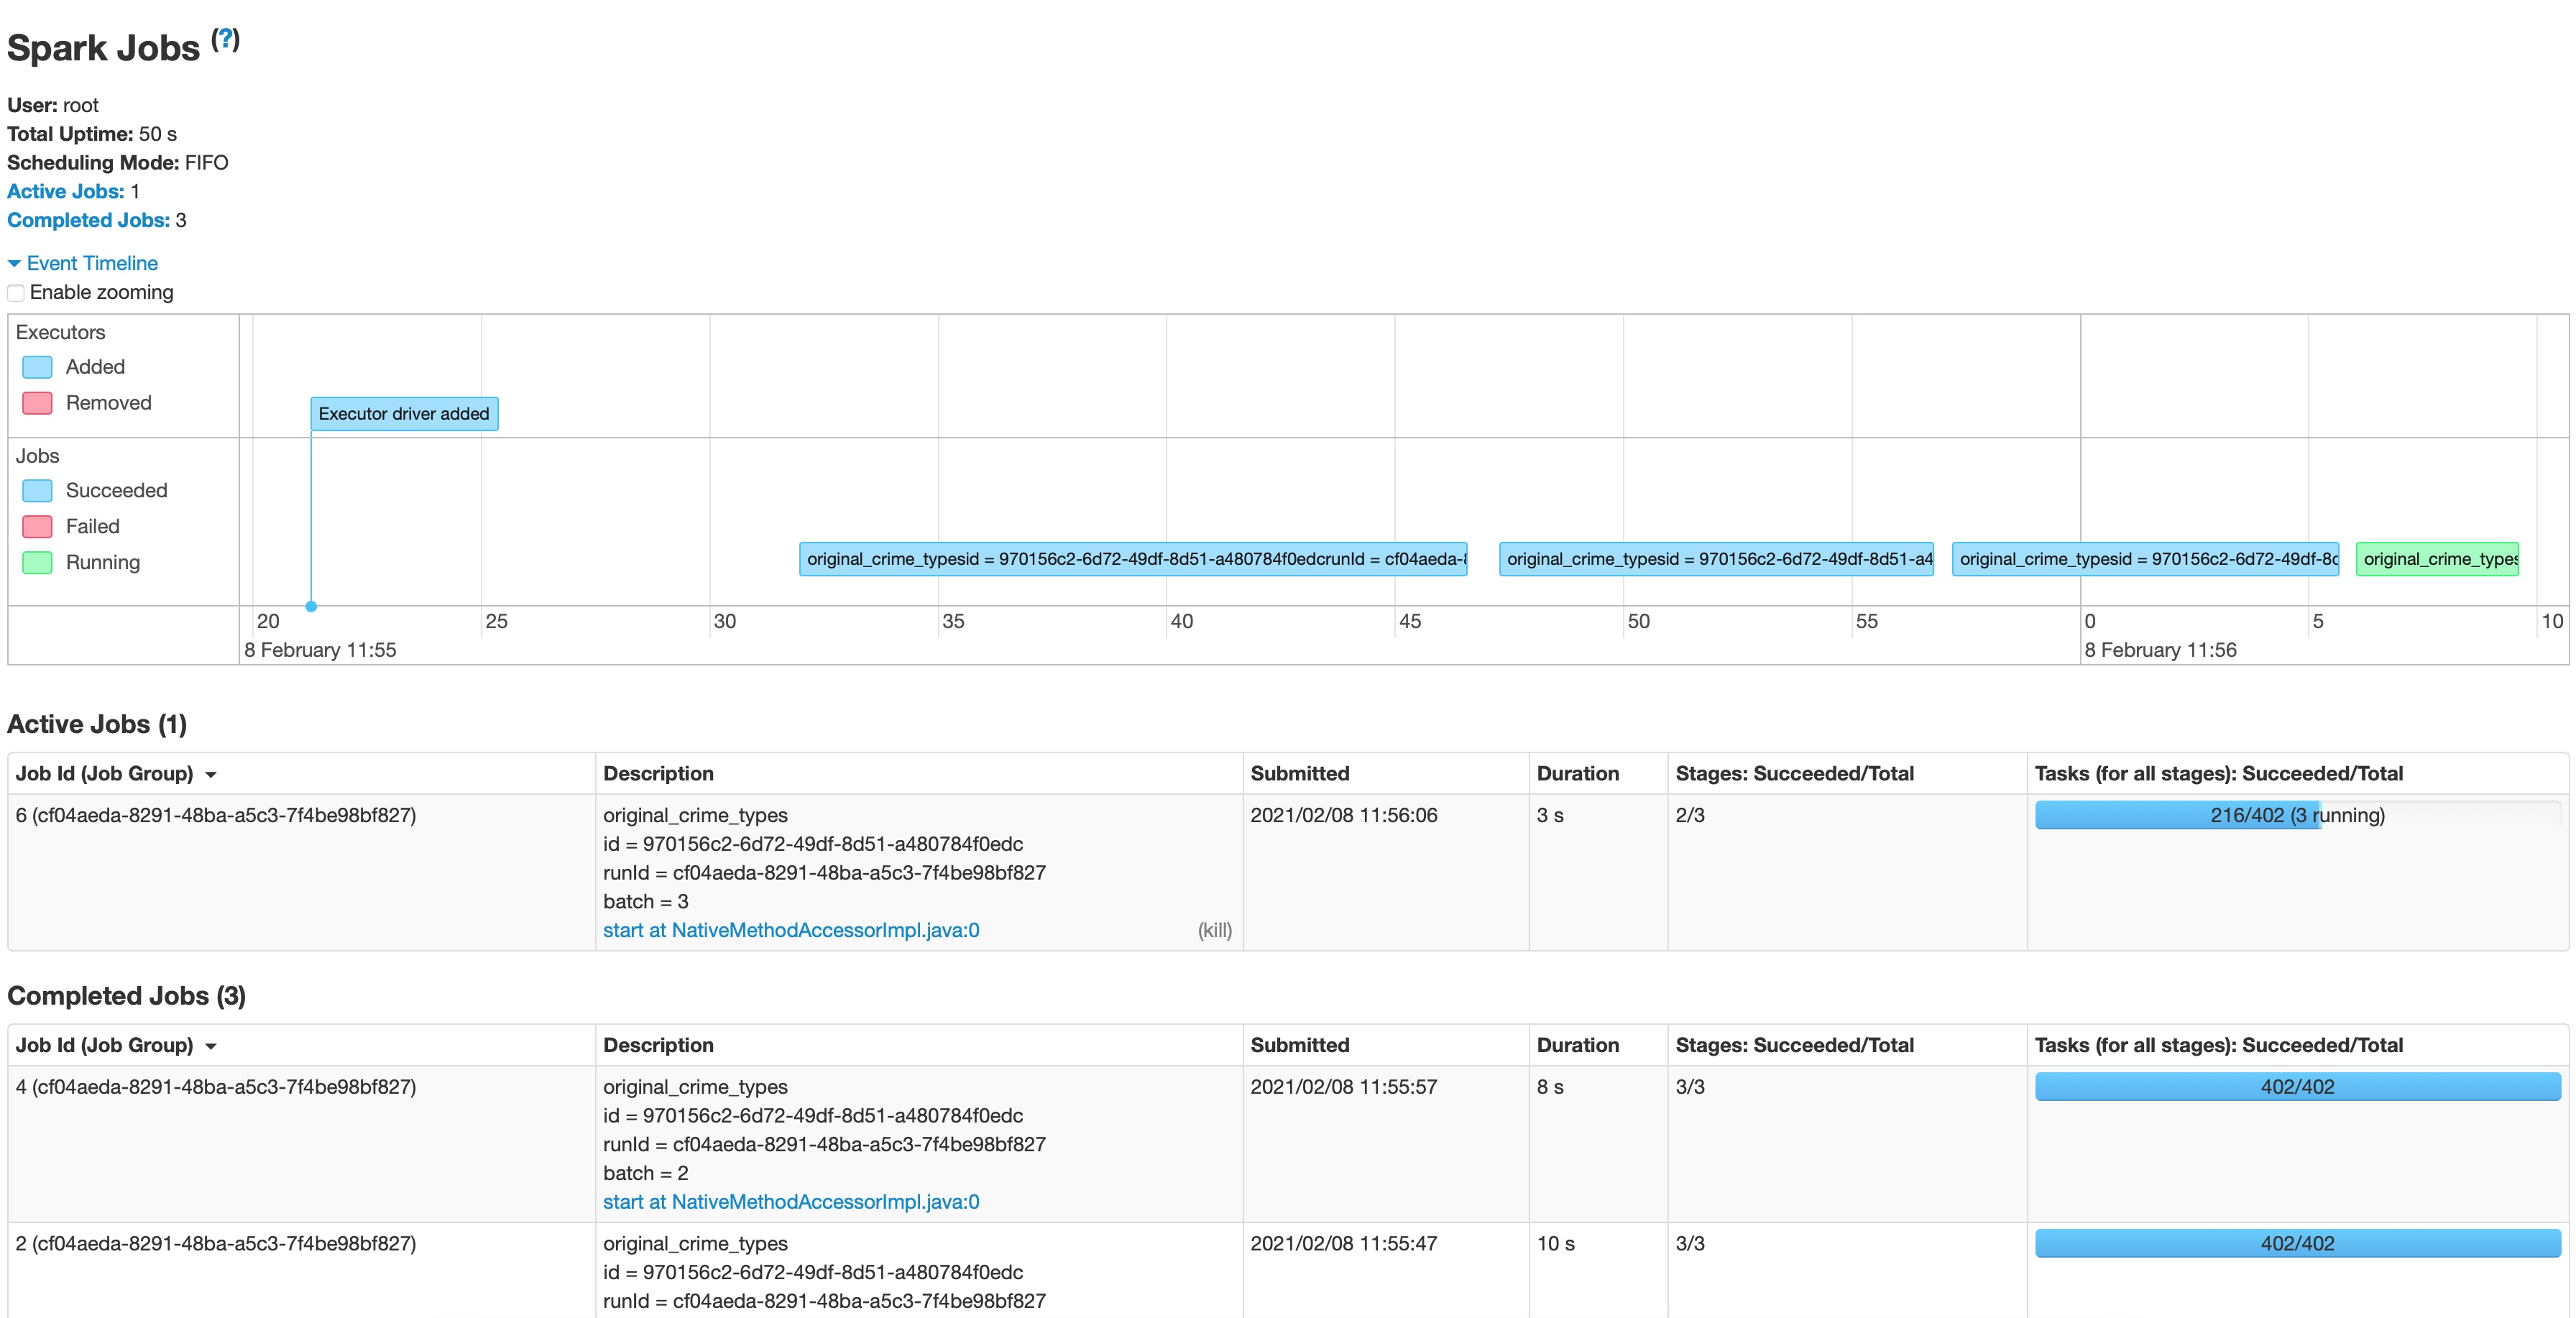 Spark Jobs (?)
User: root
Total Uptime: 50 s
Scheduling Mode: FIFO
Active Jobs: 1
Completed Jobs: 3
Event Timeline
Enable zooming
Executors
Added
Removed
Executor driver added
Jobs
Succeeded
Failed
Running
original_crime_typesid = 970156c2-6d72-49df-8d51-a480784f0edcrunId = cf04aeda-
original_crime_typesid = 970156c2-6d72-49df-8d51-a4
original_crime_typesid = 970156c2-6d72-49df-8c
original_crime_types
20 25 30 35 40 45 50 55 0 5 10
8 February 11:55 8 February 11:56
Active Jobs (1)
Job Id (Job Group) Description Submitted Duration Stages: Succeeded/Total Tasks (for all stages): Succeeded/Total
6 (cf04aeda-8291-48ba-a5c3-7f4be98bf827) original_crime_types 2021/02/08 11:56:06 3 s 2/3 216/402 (3 running)
id = 970156c2-6d72-49df-8d51-a480784f0edc
runId = cf04aeda-8291-48ba-a5c3-7f4be98bf827
batch = 3
start at NativeMethodAccessorImpl.java:0 (kill)
Completed Jobs (3)
Job Id (Job Group) Description Submitted Duration Stages: Succeeded/Total Tasks (for all stages): Succeeded/Total
4 (cf04aeda-8291-48ba-a5c3-7f4be98bf827) original_crime_types 2021/02/08 11:55:57 8 s 3/3 402/402
id = 970156c2-6d72-49df-8d51-a480784f0edc
runId = cf04aeda-8291-48ba-a5c3-7f4be98bf827
batch = 2
start at NativeMethodAccessorImpl.java:0
2 (cf04aeda-8291-48ba-a5c3-7f4be98bf827) original_crime_types 2021/02/08 11:55:47 10 s 3/3 402/402
id = 970156c2-6d72-49df-8d51-a480784f0edc
runId = cf04aeda-8291-48ba-a5c3-7f4be98bf827